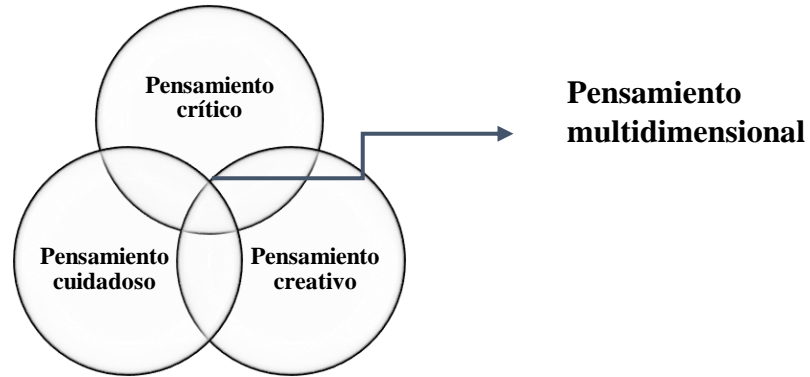 Pensamiento
crítico
Pensamiento
multidimensional
Pensamiento
cuidadoso
Pensamiento
creativo